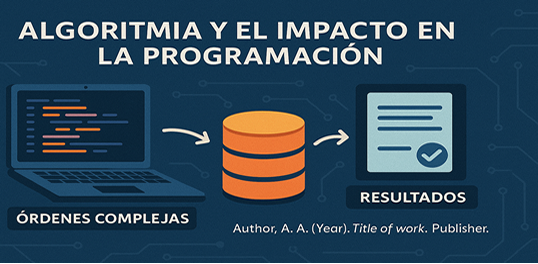 ALGORITMIA Y EL IMPACTO EN
LA PROGRAMACIÓN
ÓRDENES COMPLEJAS
RESULTADOS
Author, A. A. (Year). Title of work. Publisher.